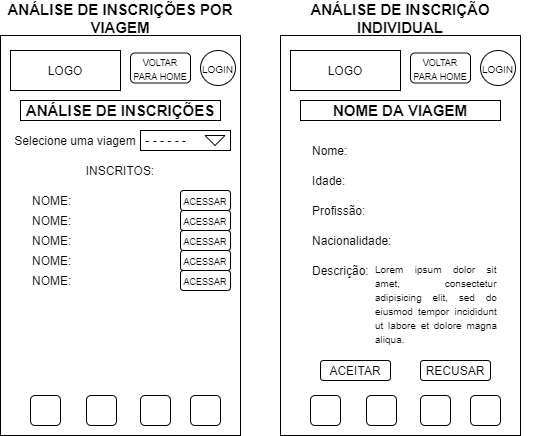 ANÁLISE DE INSCRIÇÕES POR
VIAGEM
LOGO
VOLTAR
PARA HOME
LOGIN
ANÁLISE DE INSCRIÇÕES
Selecione uma viagem
- - - - - -
INSCRITOS:
NOME: ACESSAR
NOME: ACESSAR
NOME: ACESSAR
NOME: ACESSAR
NOME: ACESSAR
ANÁLISE DE INSCRIÇÃO
INDIVIDUAL
LOGO
VOLTAR
PARA HOME
LOGIN
NOME DA VIAGEM
Nome:
Idade:
Profissão:
Nacionalidade:
Descrição:
Lorem ipsum dolor sit
amet, consectetur
adipisicing elit, sed do
eiusmod tempor incididunt
ut labore et dolore magna
aliqua.
ACEITAR
RECUSAR